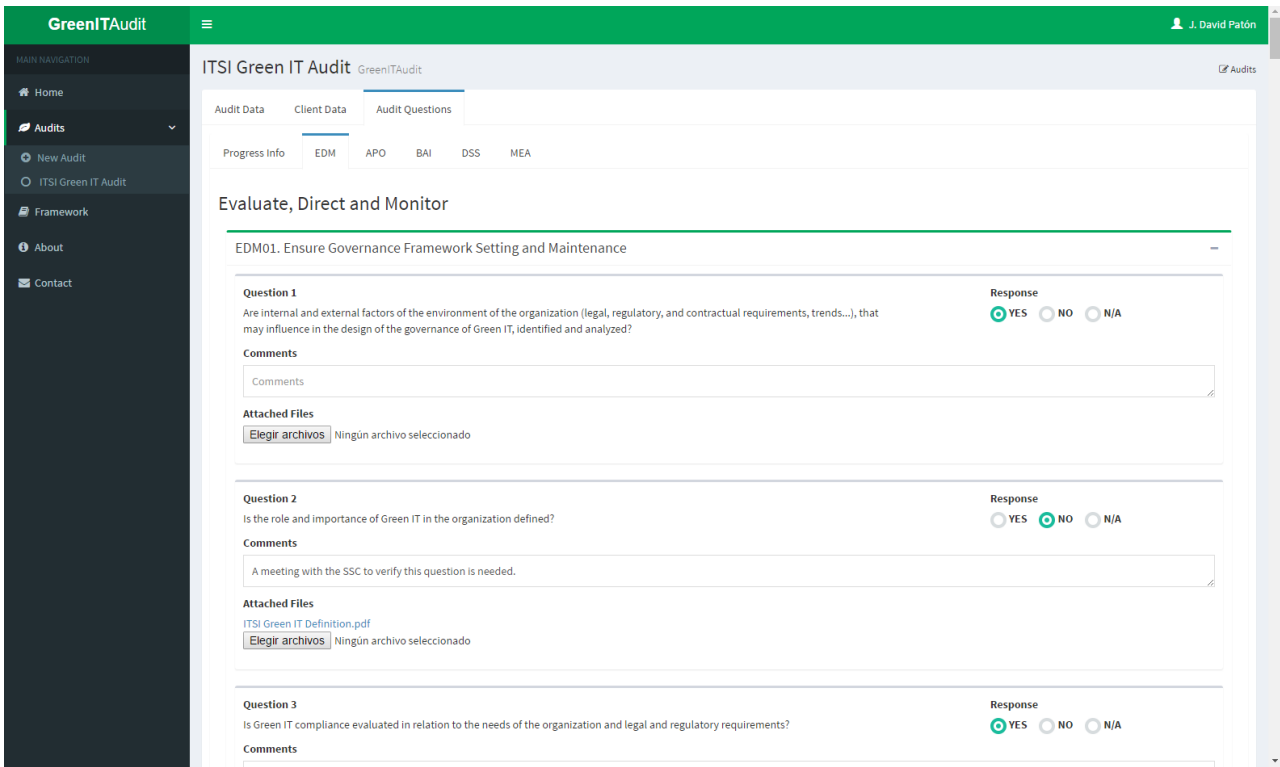 GreenITAudit
J. David Patón
MAIN NAVIGATION
Home
Audits
New Audit
ITSI Green IT Audit
Framework
About
Contact
ITSI Green IT Audit GreenITAudit
Audits
Audit Data Client Data Audit Questions
Progress Info EDM APO BAI DSS MEA
Evaluate, Direct and Monitor
EDM01. Ensure Governance Framework Setting and Maintenance
Question 1
Are internal and external factors of the environment of the organization (legal, regulatory, and contractual requirements, trends...), that
may influence in the design of the governance of Green IT, identified and analyzed?
Response
YES NO N/A
Comments
Comments
Attached Files
Elegir archivos Ningún archivo seleccionado
Question 2
Is the role and importance of Green IT in the organization defined?
Response
YES NO N/A
Comments
A meeting with the SSC to verify this question is needed.
Attached Files
ITSI Green IT Definition.pdf
Elegir archivos Ningún archivo seleccionado
Question 3
Is Green IT compliance evaluated in relation to the needs of the organization and legal and regulatory requirements?
Response
YES NO N/A
Comments